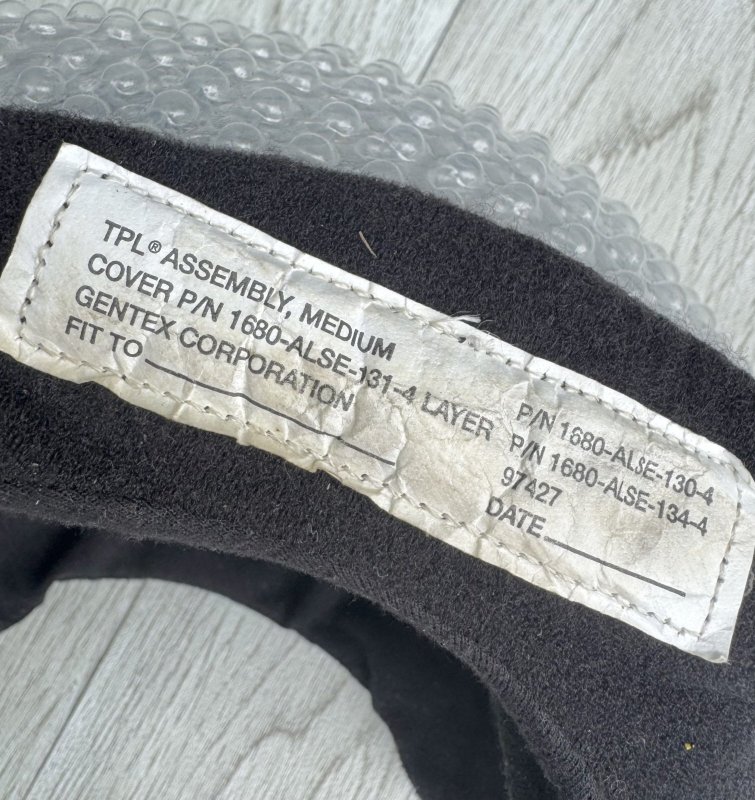 TPL® ASSEMBLY, MEDIUM P/N 1680-ALSE-130-4
COVER P/N 1680-ALSE-131-4 LAYER P/N 1680-ALSE-134-4
GENTEX CORPORATION 97427
FIT TO DATE